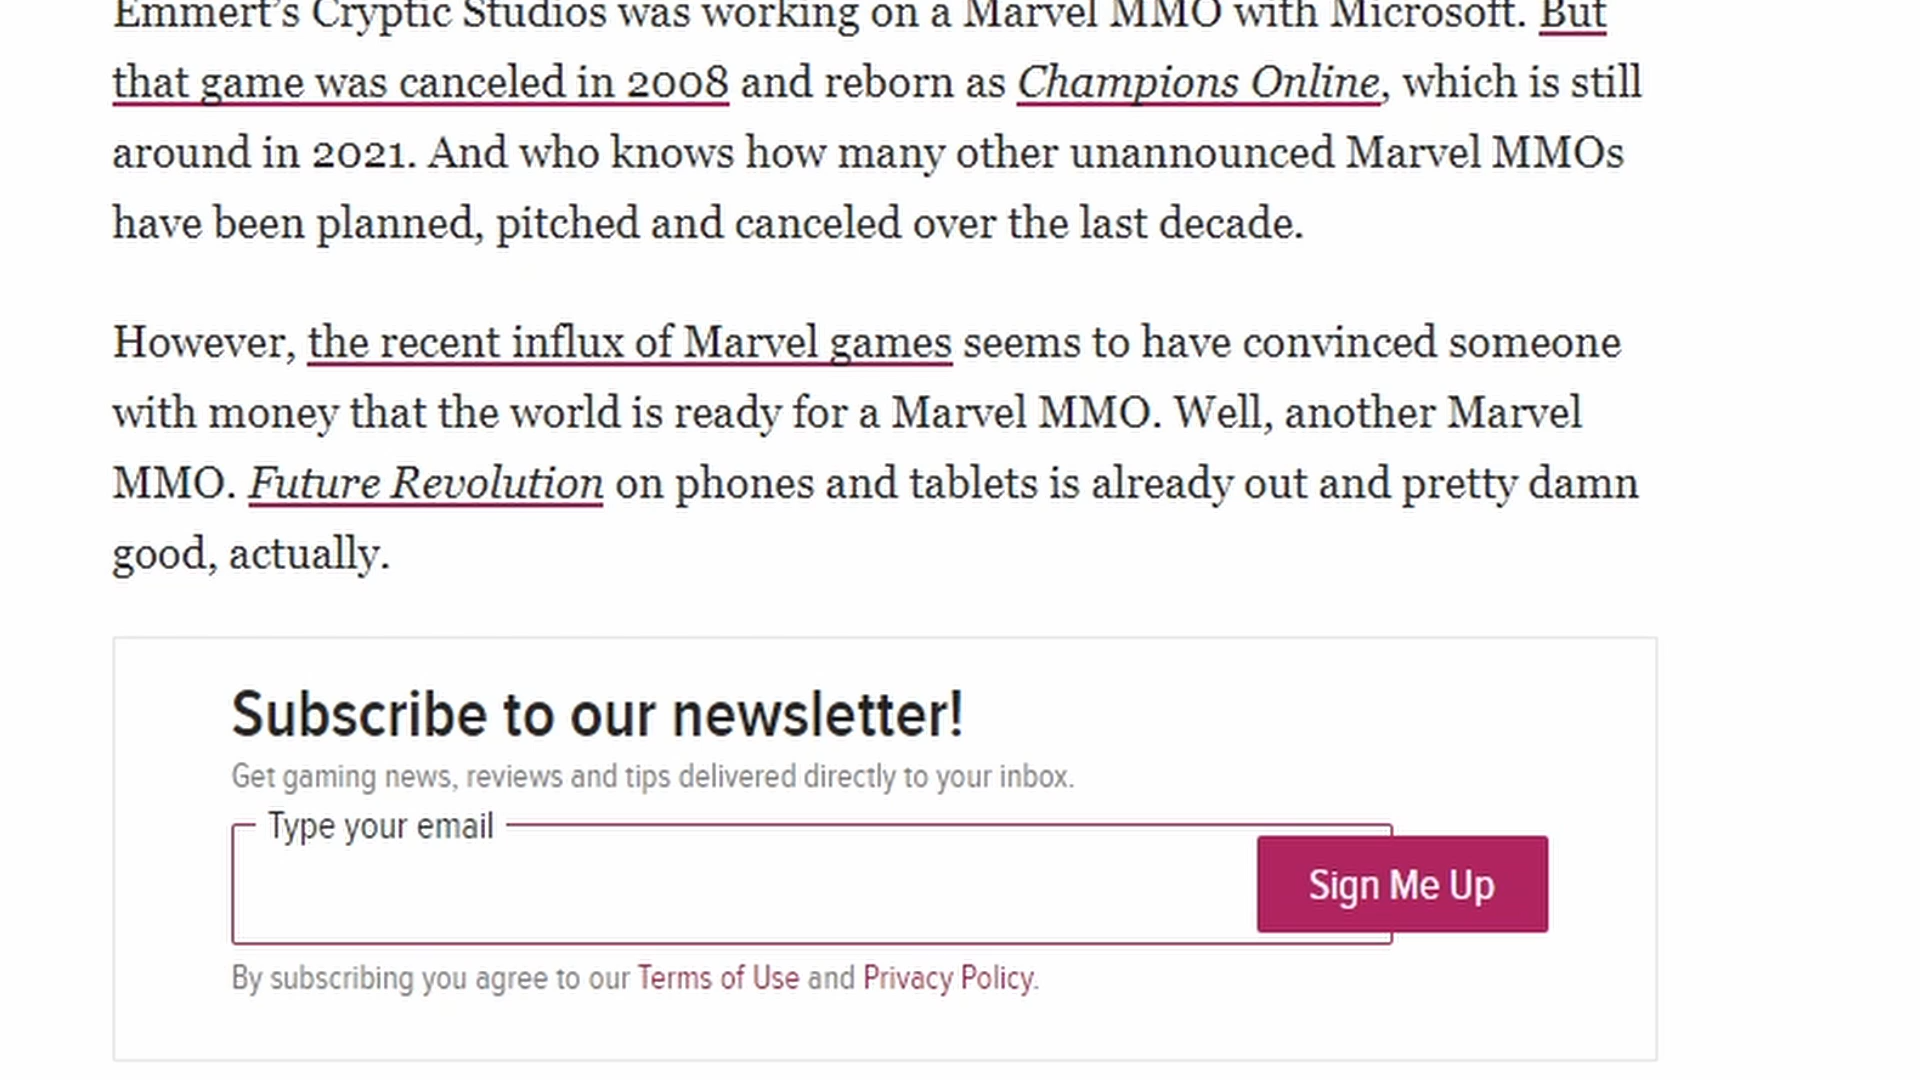 Emmert's Cryptic Studios was working on a Marvel MMO with Microsoft. But
that game was canceled in 2008 and reborn as Champions Online, which is still
around in 2021. And who knows how many other unannounced Marvel MMOs
have been planned, pitched and canceled over the last decade.
However, the recent influx of Marvel games seems to have convinced someone
with money that the world is ready for a Marvel MMO. Well, another Marvel
MMO. Future Revolution on phones and tablets is already out and pretty damn
good, actually.
Subscribe to our newsletter!
Get gaming news, reviews and tips delivered directly to your inbox.
Type your email
Sign Me Up
By subscribing you agree to our Terms of Use and Privacy Policy.